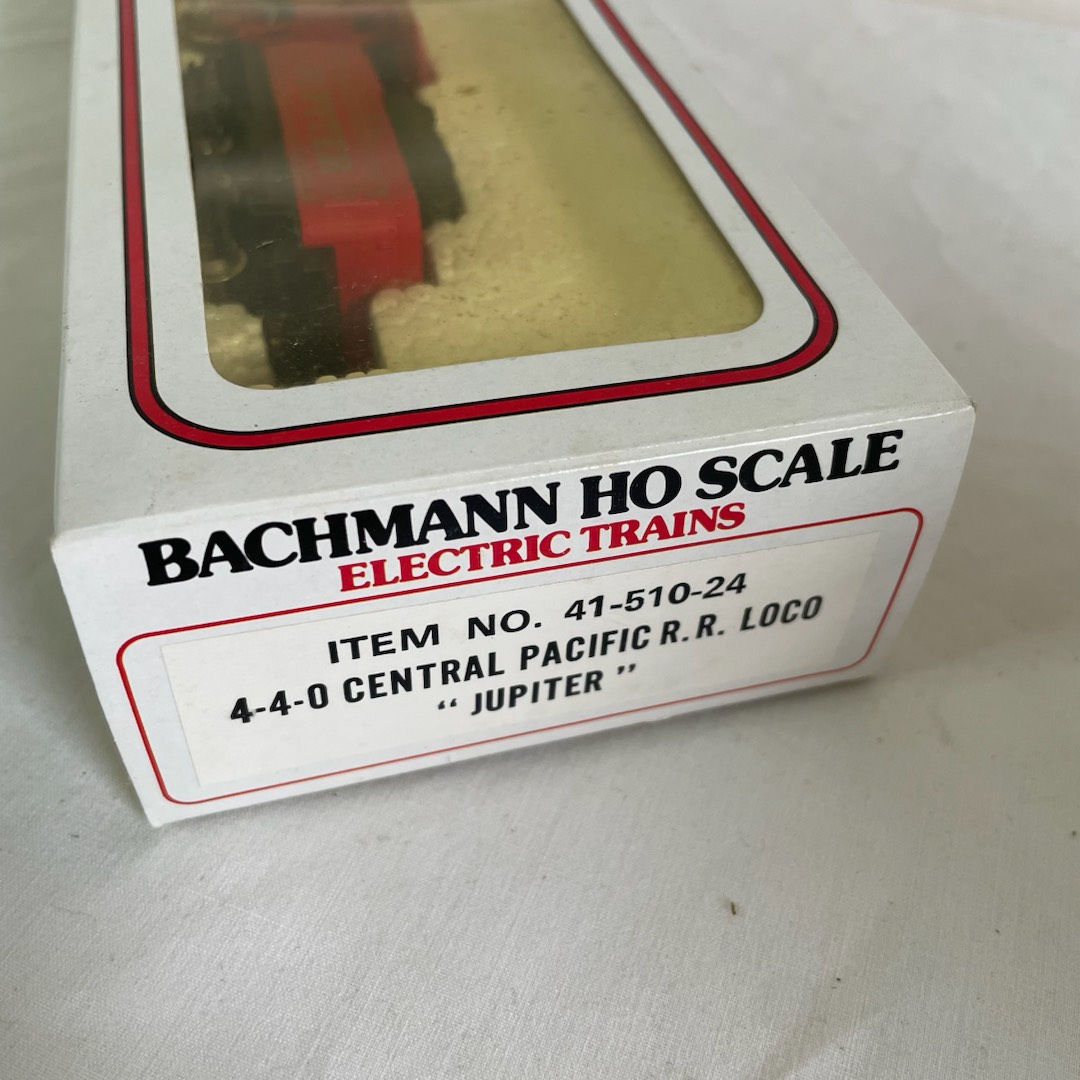 BACHMANN HO SCALE
ELECTRIC TRAINS
ITEM NO. 41-510-24
4-4-0 CENTRAL PACIFIC R.R. LOCO
“ JUPITER ”